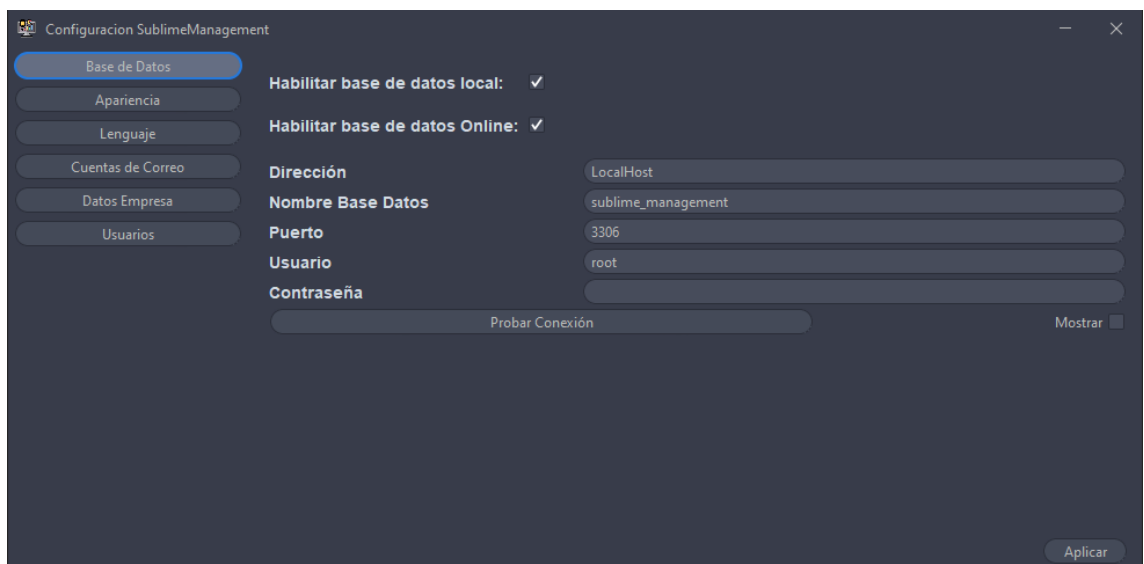 Configuracion SublimeManagement
Base de Datos
Apariencia
Lenguaje
Cuentas de Correo
Datos Empresa
Usuarios
Habilitar base de datos local:
Habilitar base de datos Online:
Dirección LocalHost
Nombre Base Datos sublime_management
Puerto 3306
Usuario root
Contraseña
Probar Conexión Mostrar
Aplicar